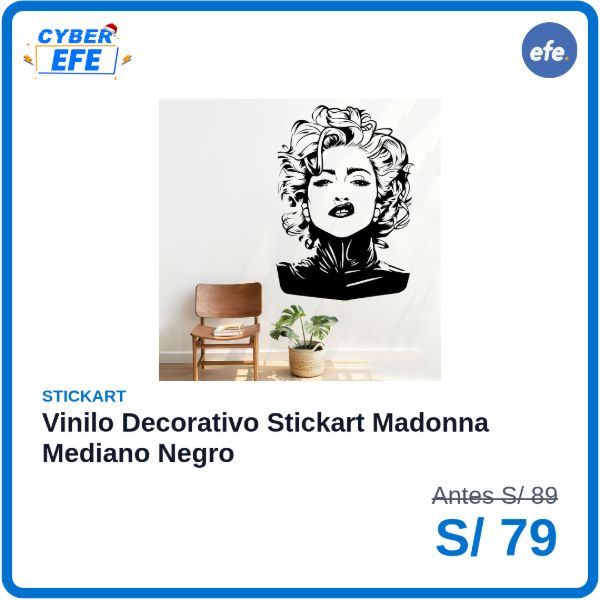 CYBER
EFE
efe.
STICKART
Vinilo Decorativo Stickart Madonna
Mediano Negro
Antes S/ 89
S/ 79